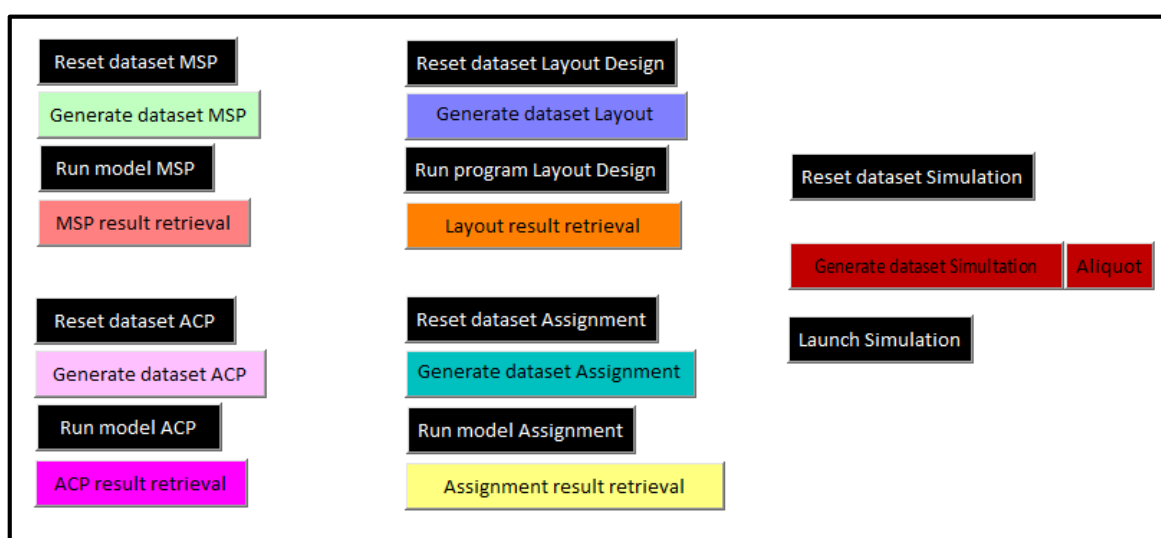 Reset dataset MSP
Generate dataset MSP
Run model MSP
MSP result retrieval
Reset dataset ACP
Generate dataset ACP
Run model ACP
ACP result retrieval
Reset dataset Layout Design
Generate dataset Layout
Run program Layout Design
Layout result retrieval
Reset dataset Assignment
Generate dataset Assignment
Run model Assignment
Assignment result retrieval
Reset dataset Simulation
Generate dataset Simultation
Aliquot
Launch Simulation